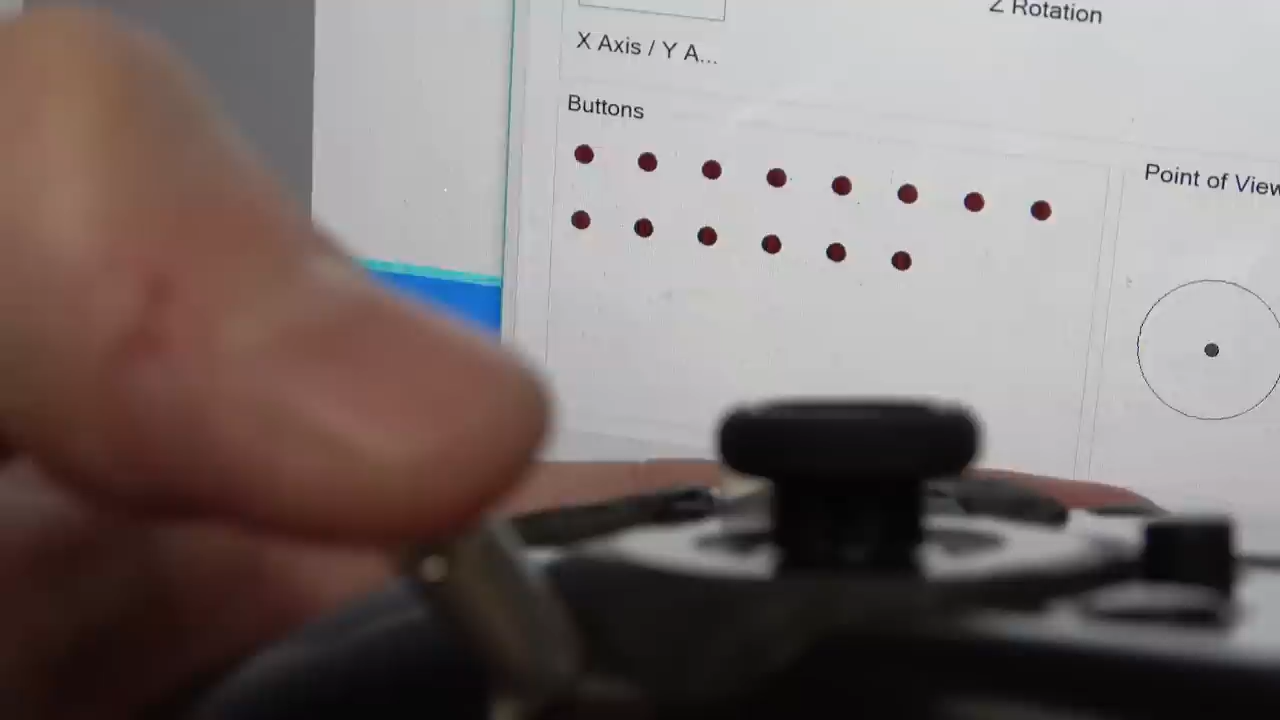 Z Rotation
X Axis / Y A...
Buttons
Point of View